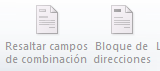 Resaltar campos
de combinación
Bloque de
direcciones